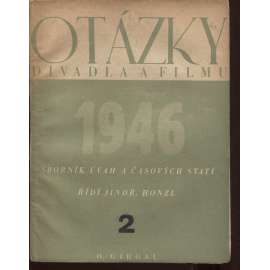 OTÁZKY
DIVADLA A FILMU
1946
SBORNÍK ÚVAH A ČASOVÝCH STATÍ
ŘÍDÍ JINDŘ. HONZL
2